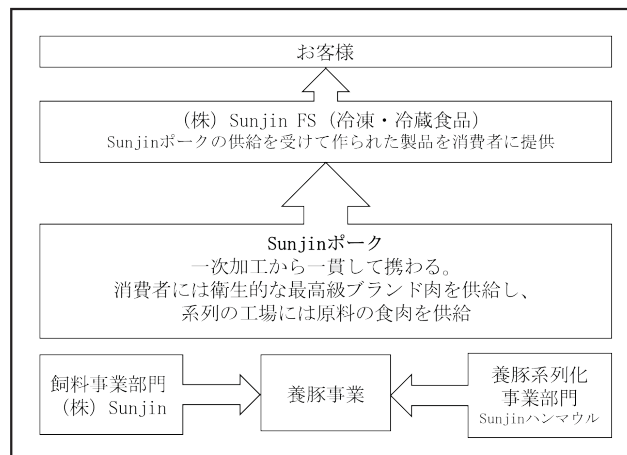 お客様
（株）Sunjin FS（冷凍・冷蔵食品）
Sunjinポークの供給を受けて作られた製品を消費者に提供
Sunjinポーク
一次加工から一貫して携わる。
消費者には衛生的な最高級ブランド肉を供給し、
系列の工場には原料の食肉を供給
飼料事業部門
（株）Sunjin
養豚事業
養豚系列化
事業部門
Sunjinハンマウル